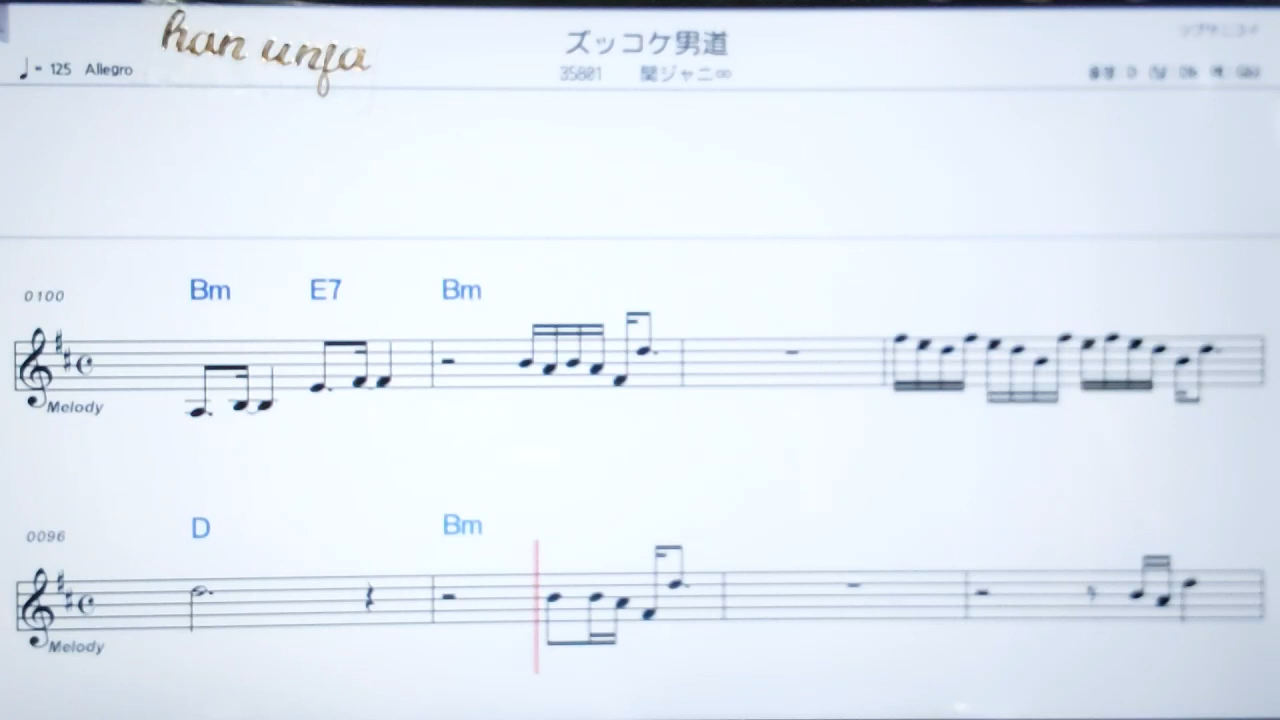 han unja
ズッコケ男道
= 125 Allegro
35801 関ジャニ∞
0100
Bm E7 Bm
Melody
0096
D Bm
Melody